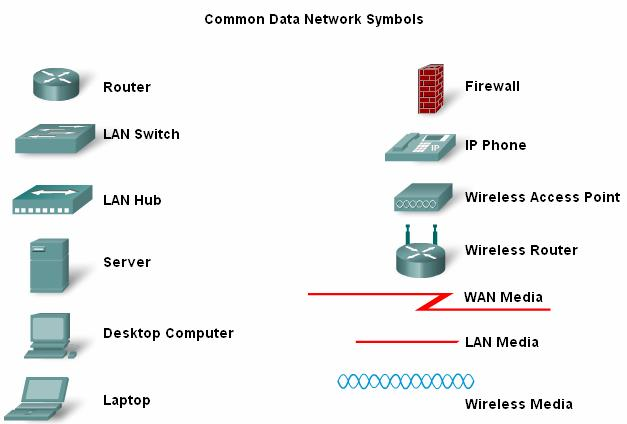 Common Data Network Symbols
Router
LAN Switch
LAN Hub
Server
Desktop Computer
Laptop
Firewall
IP Phone
IP
Wireless Access Point
Wireless Router
WAN Media
LAN Media
Wireless Media